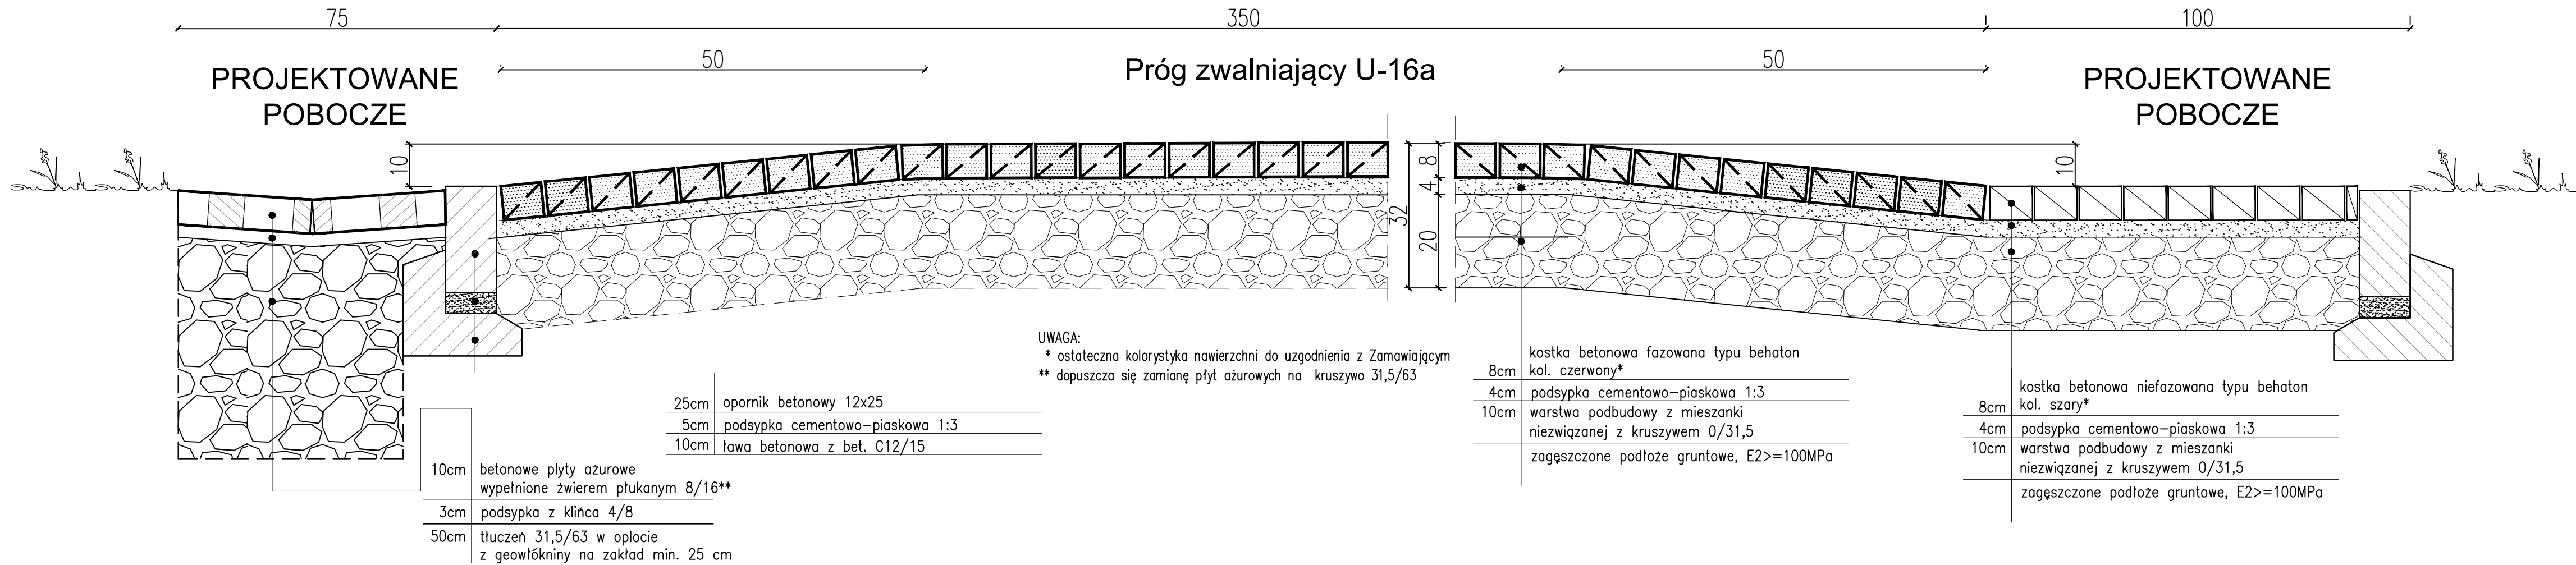 75
350
100
50
50
Próg zwalniający U-16a
PROJEKTOWANE
POBOCZE
PROJEKTOWANE
POBOCZE
10
8
4
32
20
10
UWAGA:
* ostateczna kolorystyka nawierzchni do uzgodnienia z Zamawiającym
** dopuszcza się zamianę płyt ażurowych na kruszywo 31,5/63
25cm opornik betonowy 12x25
5cm podsypka cementowo-piaskowa 1:3
10cm ława betonowa z bet. C12/15
10cm betonowe plyty ażurowe
wypełnione żwierem płukanym 8/16**
3cm podsypka z klińca 4/8
50cm tłuczeń 31,5/63 w oplocie
z geowłókniny na zakład min. 25 cm
kostka betonowa fazowana typu behaton
8cm kol. czerwony*
4cm podsypka cementowo-piaskowa 1:3
10cm warstwa podbudowy z mieszanki
niezwiązanej z kruszywem 0/31,5
zagęszczone podłoże gruntowe, E2>=100MPa
kostka betonowa niefazowana typu behaton
8cm kol. szary*
4cm podsypka cementowo-piaskowa 1:3
10cm warstwa podbudowy z mieszanki
niezwiązanej z kruszywem 0/31,5
zagęszczone podłoże gruntowe, E2>=100MPa